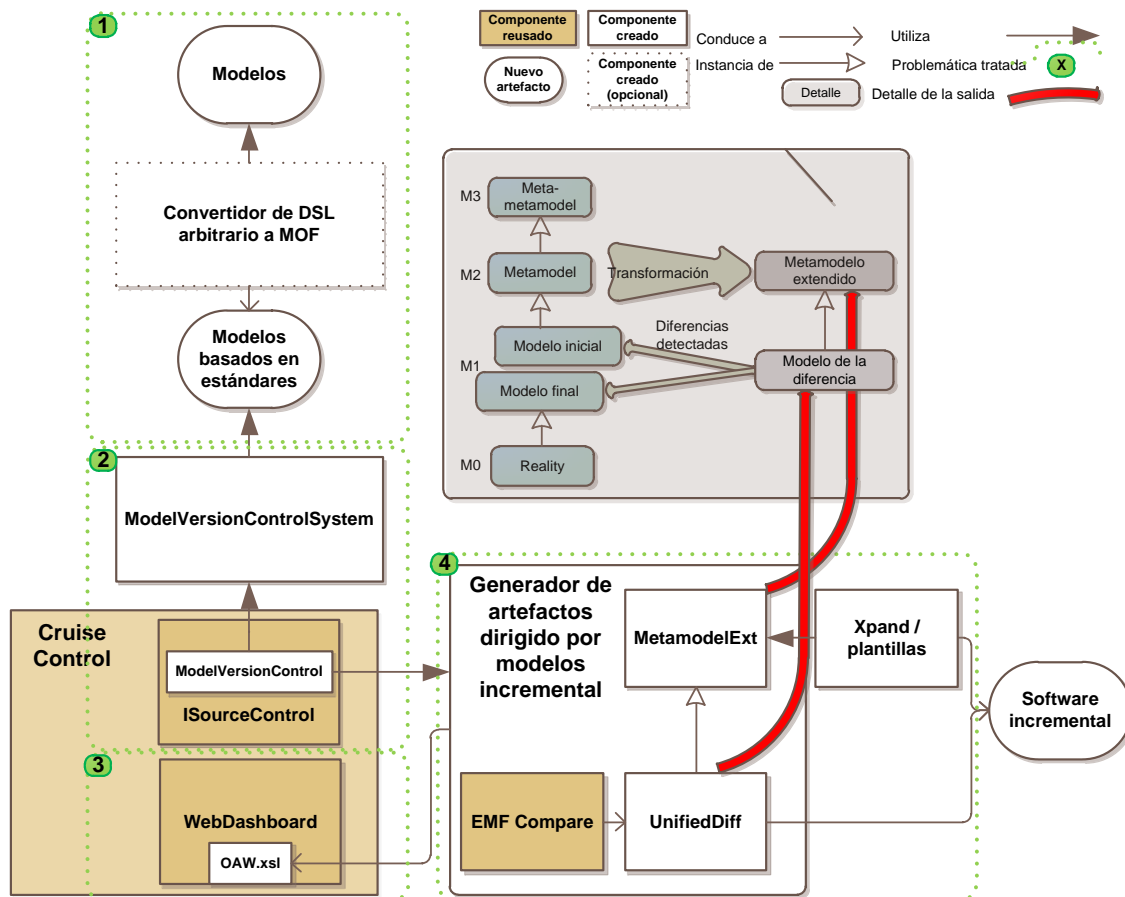 1
Modelos
Convertidor de DSL
arbitrario a MOF
Modelos
basados en
estándares
Componente
reusado
Componente
creado
Conduce a
Utiliza
Nuevo
artefacto
Componente
creado
(opcional)
Instancia de
Problemática tratada
X
Detalle
Detalle de la salida
M3
Meta-
metamodel
M2
Metamodel
Transformación
Metamodelo
extendido
Diferencias
detectadas
M1
Modelo inicial
Modelo final
Modelo de la
diferencia
M0
Reality
2
ModelVersionControlSystem
Cruise
Control
ModelVersionControl
ISourceControl
3
WebDashboard
OAW.xsl
4
Generador de
artefactos
dirigido por
modelos
incremental
MetamodelExt
Xpand /
plantillas
EMF Compare
UnifiedDiff
Software
incremental